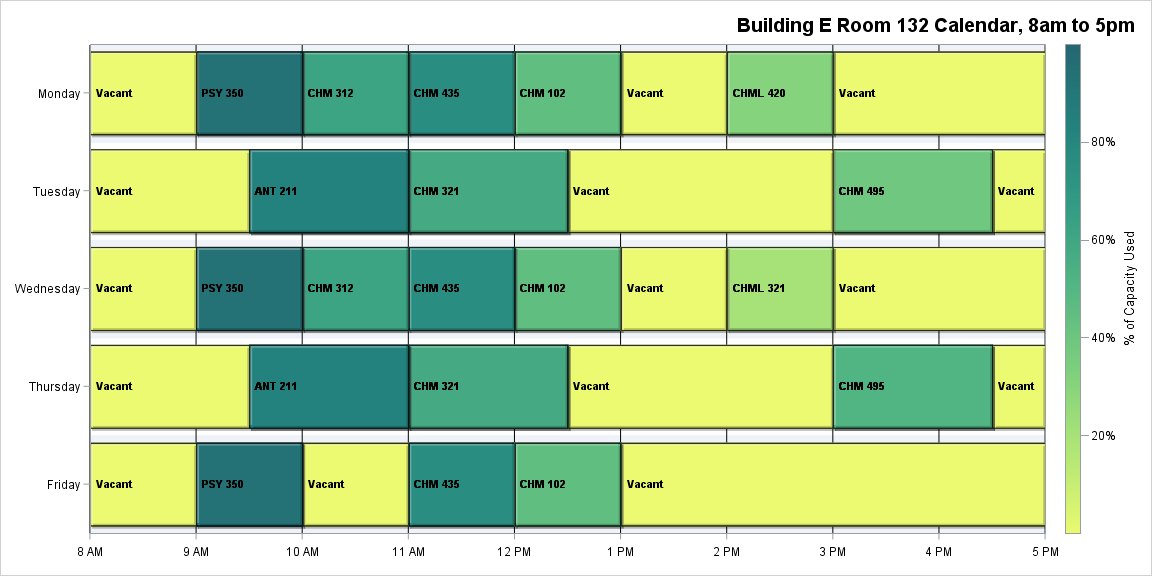 Building E Room 132 Calendar, 8am to 5pm
Monday
Vacant
PSY 350
CHM 312
CHM 435
CHM 102
Vacant
CHML 420
Vacant
Tuesday
Vacant
ANT 211
CHM 321
Vacant
CHM 495
Vacant
Wednesday
Vacant
PSY 350
CHM 312
CHM 435
CHM 102
Vacant
CHML 321
Vacant
Thursday
Vacant
ANT 211
CHM 321
Vacant
CHM 495
Vacant
Friday
Vacant
PSY 350
Vacant
CHM 435
CHM 102
Vacant
8 AM
9 AM
10 AM
11 AM
12 PM
1 PM
2 PM
3 PM
4 PM
5 PM
80%
60%
40%
20%
% of Capacity Used